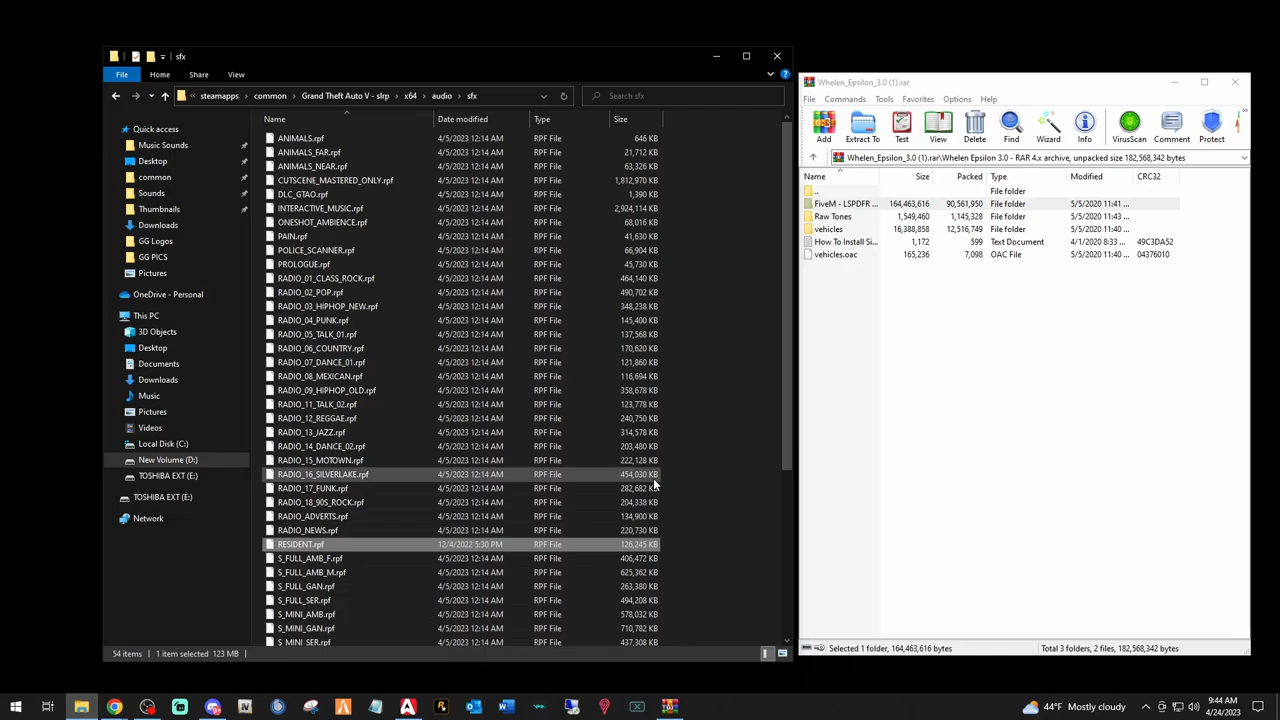 sfx
File Home Share View
steamapps common Grand Theft Auto V - slrp x64 audio sfx Search sfx
Name Date modified Type Size
Quick access
Music Sounds
Desktop
common
Sounds
Thumbnails
Downloads
GG Logos
GG PICS
Pictures
OneDrive - Personal
This PC
3D Objects
Desktop
Documents
Downloads
Music
Pictures
Videos
Local Disk (C:)
New Volume (D:)
TOSHIBA EXT (E:)
TOSHIBA EXT (E:)
Network
ANIMALS.rpf 4/5/2023 12:14 AM RPF File 646 KB
ANIMALS_FAR.rpf 4/5/2023 12:14 AM RPF File 21,772 KB
ANIMALS_NEAR.rpf 4/5/2023 12:14 AM RPF File 63,326 KB
CUTSCENE_MASTERED_ONLY.rpf 4/5/2023 12:14 AM RPF File 1,812,970 KB
DLC_GTAO.rpf 4/5/2023 12:14 AM RPF File 1,390 KB
INTERACTIVE_MUSIC.rpf 4/5/2023 12:14 AM RPF File 2,924,114 KB
ONESHOT_AMBIENCE.rpf 4/5/2023 12:14 AM RPF File 68,016 KB
PAIN.rpf 4/5/2023 12:14 AM RPF File 41,630 KB
POLICE_SCANNER.rpf 4/5/2023 12:14 AM RPF File 66,904 KB
PROLOGUE.rpf 4/5/2023 12:14 AM RPF File 45,730 KB
RADIO_01_CLASS_ROCK.rpf 4/5/2023 12:14 AM RPF File 464,140 KB
RADIO_02_POP.rpf 4/5/2023 12:14 AM RPF File 490,702 KB
RADIO_03_HIPHOP_NEW.rpf 4/5/2023 12:14 AM RPF File 348,230 KB
RADIO_04_PUNK.rpf 4/5/2023 12:14 AM RPF File 145,400 KB
RADIO_05_TALK_01.rpf 4/5/2023 12:14 AM RPF File 137,568 KB
RADIO_06_COUNTRY.rpf 4/5/2023 12:14 AM RPF File 170,620 KB
RADIO_07_DANCE_01.rpf 4/5/2023 12:14 AM RPF File 121,860 KB
RADIO_08_MEXICAN.rpf 4/5/2023 12:14 AM RPF File 116,694 KB
RADIO_09_HIPHOP_OLD.rpf 4/5/2023 12:14 AM RPF File 358,678 KB
RADIO_11_TALK_02.rpf 4/5/2023 12:14 AM RPF File 123,778 KB
RADIO_12_REGGAE.rpf 4/5/2023 12:14 AM RPF File 240,750 KB
RADIO_13_JAZZ.rpf 4/5/2023 12:14 AM RPF File 314,578 KB
RADIO_14_DANCE_02.rpf 4/5/2023 12:14 AM RPF File 203,488 KB
RADIO_15_MOTOWN.rpf 4/5/2023 12:14 AM RPF File 222,128 KB
RADIO_16_SILVERLAKE.rpf 4/5/2023 12:14 AM RPF File 454,030 KB
RADIO_17_FUNK.rpf 4/5/2023 12:14 AM RPF File 282,682 KB
RADIO_18_90S_ROCK.rpf 4/5/2023 12:14 AM RPF File 204,338 KB
RADIO_ADVERTS.rpf 4/5/2023 12:14 AM RPF File 134,900 KB
RADIO_NEWS.rpf 4/5/2023 12:14 AM RPF File 220,730 KB
RESIDENT.rpf 12/4/2022 5:30 PM RPF File 126,245 KB
S_FULL_AMB_F.rpf 4/5/2023 12:14 AM RPF File 406,472 KB
S_FULL_AMB_M.rpf 4/5/2023 12:14 AM RPF File 625,362 KB
S_FULL_GAN.rpf 4/5/2023 12:14 AM RPF File 263,380 KB
S_FULL_SER.rpf 4/5/2023 12:14 AM RPF File 494,208 KB
S_MINI_AMB.rpf 4/5/2023 12:14 AM RPF File 578,032 KB
S_MINI_GAN.rpf 4/5/2023 12:14 AM RPF File 710,782 KB
S_MINI_SER.rpf 4/5/2023 12:14 AM RPF File 437,308 KB
54 items 1 item selected 123 MB
Whelen_Epsilon_3.0 (1).rar
File Commands Tools Favorites Options Help
Add Extract To Test View Delete Find Wizard Info VirusScan Comment Protect
Whelen_Epsilon_3.0 (1).rar\Whelen Epsilon 3.0 - RAR 4.x archive, unpacked size 182,568,342 bytes
Name Size Packed Type Modified CRC32
.. File folder
FiveM - LSPDFR ... 164,463,616 90,561,950 File folder 5/5/2020 11:41 ...
Raw Tones 1,549,460 1,145,328 File folder 5/5/2020 11:43 ...
vehicles 16,388,858 12,516,749 File folder 5/5/2020 11:43 ...
How To Install Si... 1,172 599 Text Document 4/1/2020 8:33 ... 49C3DA52
vehicles.oac 165,236 7,098 OAC File 5/5/2020 11:40 ... 04376010
Selected 1 folder, 164,463,616 bytes Total 3 folders, 2 files, 182,568,342 bytes
44°F Mostly cloudy
9:44 AM
4/24/2023